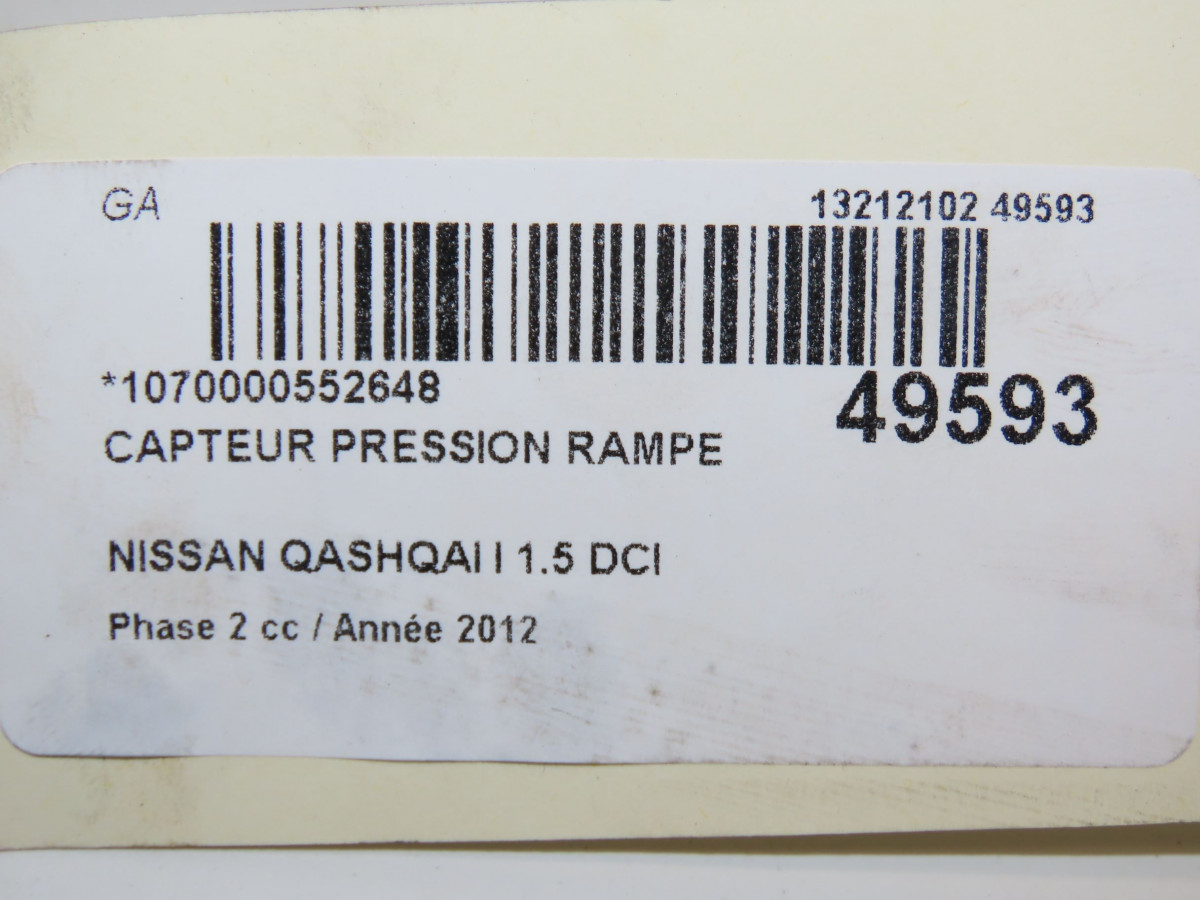 GA
13212102 49593
*1070000552648
49593
CAPTEUR PRESSION RAMPE
NISSAN QASHQAI I 1.5 DCI
Phase 2 cc / Année 2012